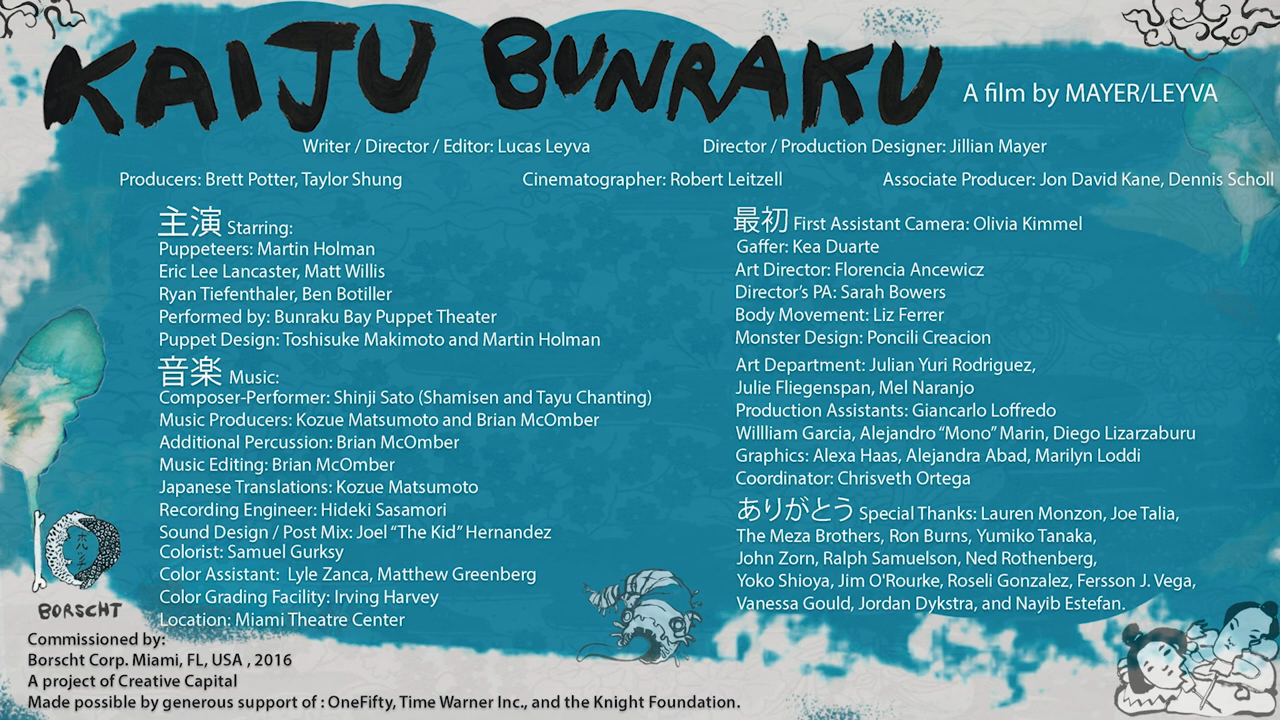 KAIJU BUNRAKU
A film by MAYER/LEYVA
Writer / Director / Editor: Lucas Leyva
Director / Production Designer: Jillian Mayer
Producers: Brett Potter, Taylor Shung
Cinematographer: Robert Leitzell
Associate Producer: Jon David Kane, Dennis Scholl
主演 Starring:
Puppeteers: Martin Holman
Eric Lee Lancaster, Matt Willis
Ryan Tiefenthaler, Ben Botiller
Performed by: Bunraku Bay Puppet Theater
Puppet Design: Toshisuke Makimoto and Martin Holman
音楽 Music:
Composer-Performer: Shinji Sato (Shamisen and Tayu Chanting)
Music Producers: Kozue Matsumoto and Brian McOmber
Additional Percussion: Brian McOmber
Music Editing: Brian McOmber
Japanese Translations: Kozue Matsumoto
Recording Engineer: Hideki Sasamori
Sound Design / Post Mix: Joel “The Kid” Hernandez
Colorist: Samuel Gurksy
Color Assistant: Lyle Zanca, Matthew Greenberg
Color Grading Facility: Irving Harvey
Location: Miami Theatre Center
最初 First Assistant Camera: Olivia Kimmel
Gaffer: Kea Duarte
Art Director: Florencia Ancewicz
Director’s PA: Sarah Bowers
Body Movement: Liz Ferrer
Monster Design: Poncili Creacion
Art Department: Julian Yuri Rodriguez,
Julie Fliegenspan, Mel Naranjo
Production Assistants: Giancarlo Loffredo
Willliam Garcia, Alejandro “Mono” Marin, Diego Lizarzaburu
Graphics: Alexa Haas, Alejandra Abad, Marilyn Loddi
Coordinator: Chrisveth Ortega
ありがとう Special Thanks: Lauren Monzon, Joe Talia,
The Meza Brothers, Ron Burns, Yumiko Tanaka,
John Zorn, Ralph Samuelson, Ned Rothenberg,
Yoko Shioya, Jim O'Rourke, Roseli Gonzalez, Fersson J. Vega,
Vanessa Gould, Jordan Dykstra, and Nayib Estefan.
BORSCHT
Commissioned by:
Borscht Corp. Miami, FL, USA , 2016
A project of Creative Capital
Made possible by generous support of : OneFifty, Time Warner Inc., and the Knight Foundation.